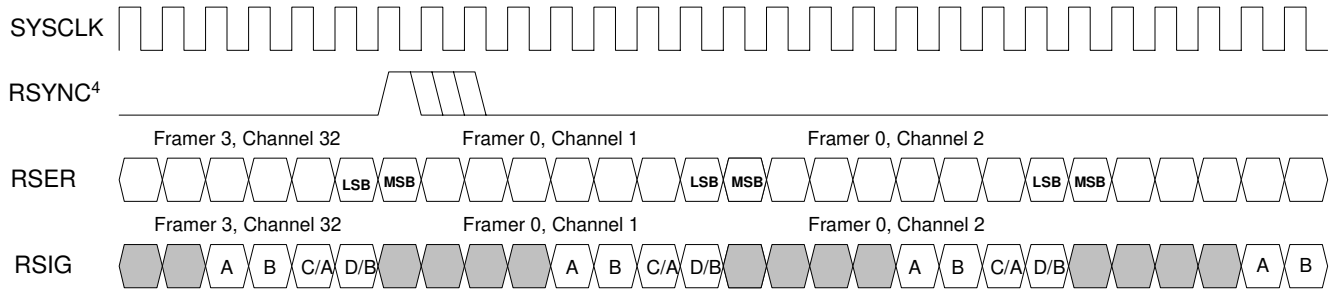 SYSCLK
RSYNC4
Framer 3, Channel 32 Framer 0, Channel 1 Framer 0, Channel 2
RSER LSB MSB LSB MSB LSB MSB
Framer 3, Channel 32 Framer 0, Channel 1 Framer 0, Channel 2
RSIG A B C/A D/B A B C/A D/B A B C/A D/B A B